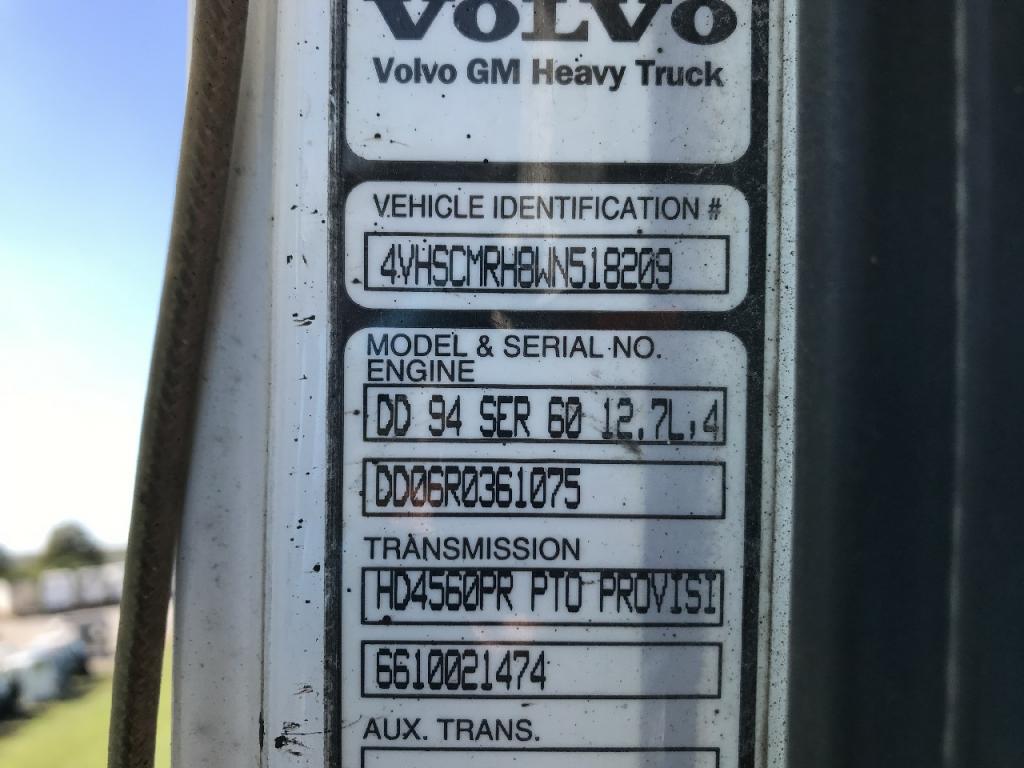 VOLVO
Volvo GM Heavy Truck
VEHICLE IDENTIFICATION #
4VHSCMRH8WN518209
MODEL & SERIAL NO.
ENGINE
DD 94 SER 60 12.7L,4
DD06R0361075
TRANSMISSION
HD4560PR PTO PROVISI
6610021474
AUX. TRANS.